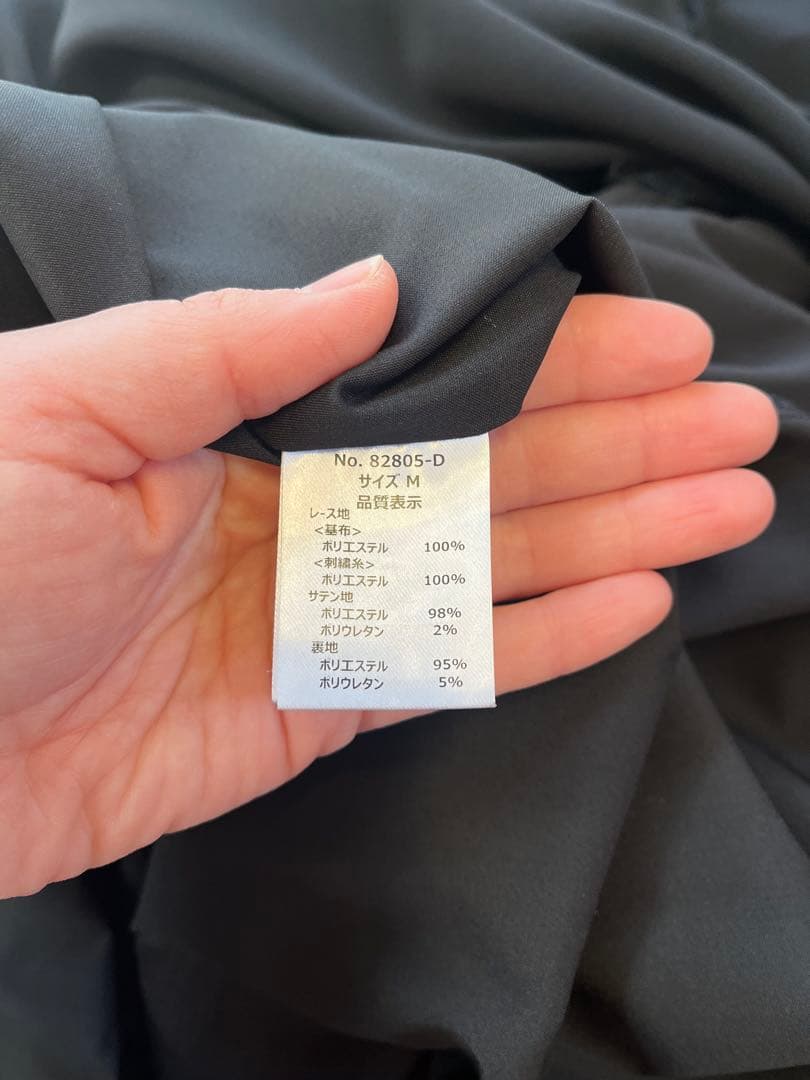 No. 82805-D
サイズ M
品質表示
レース地
<基布>
ポリエステル 100%
<刺繍糸>
ポリエステル 100%
サテン地
ポリエステル 98%
ポリウレタン 2%
裏地
ポリエステル 95%
ポリウレタン 5%